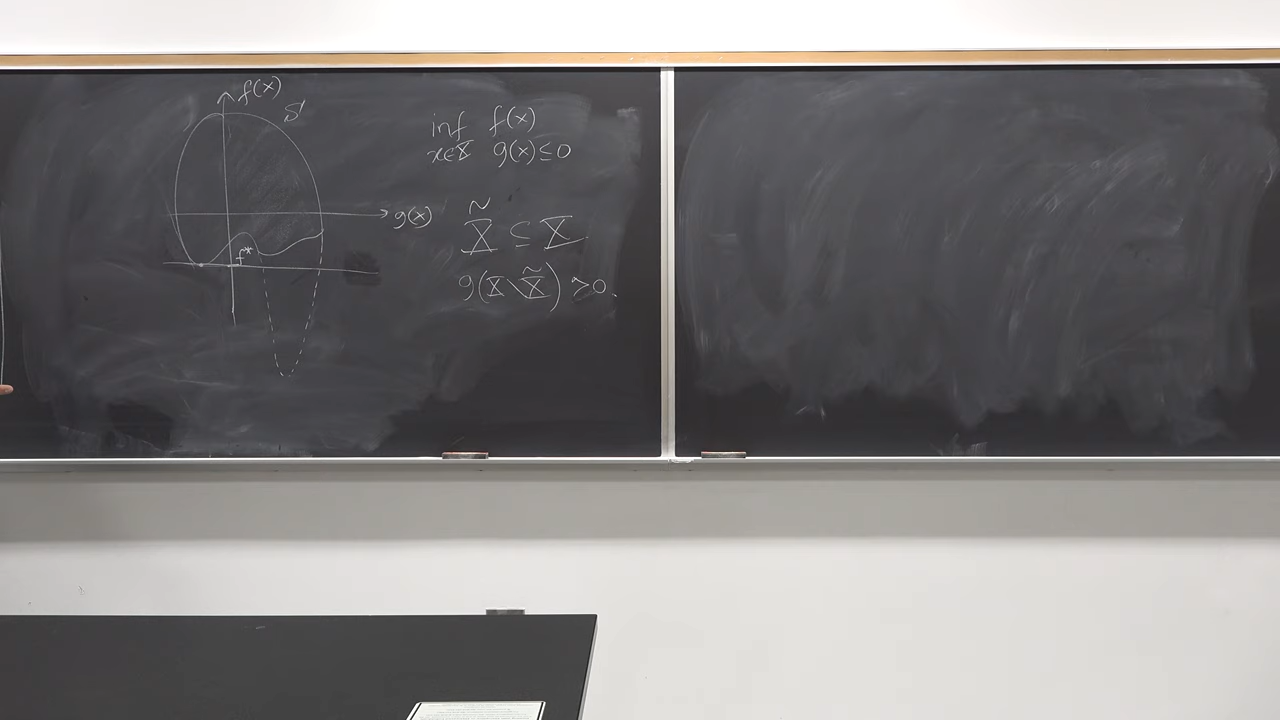 f(x)
S
inf f(x)
x∈X g(x)≤0
g(x)
X̃ ⊆ X
f*
g(X\X̃) >0.